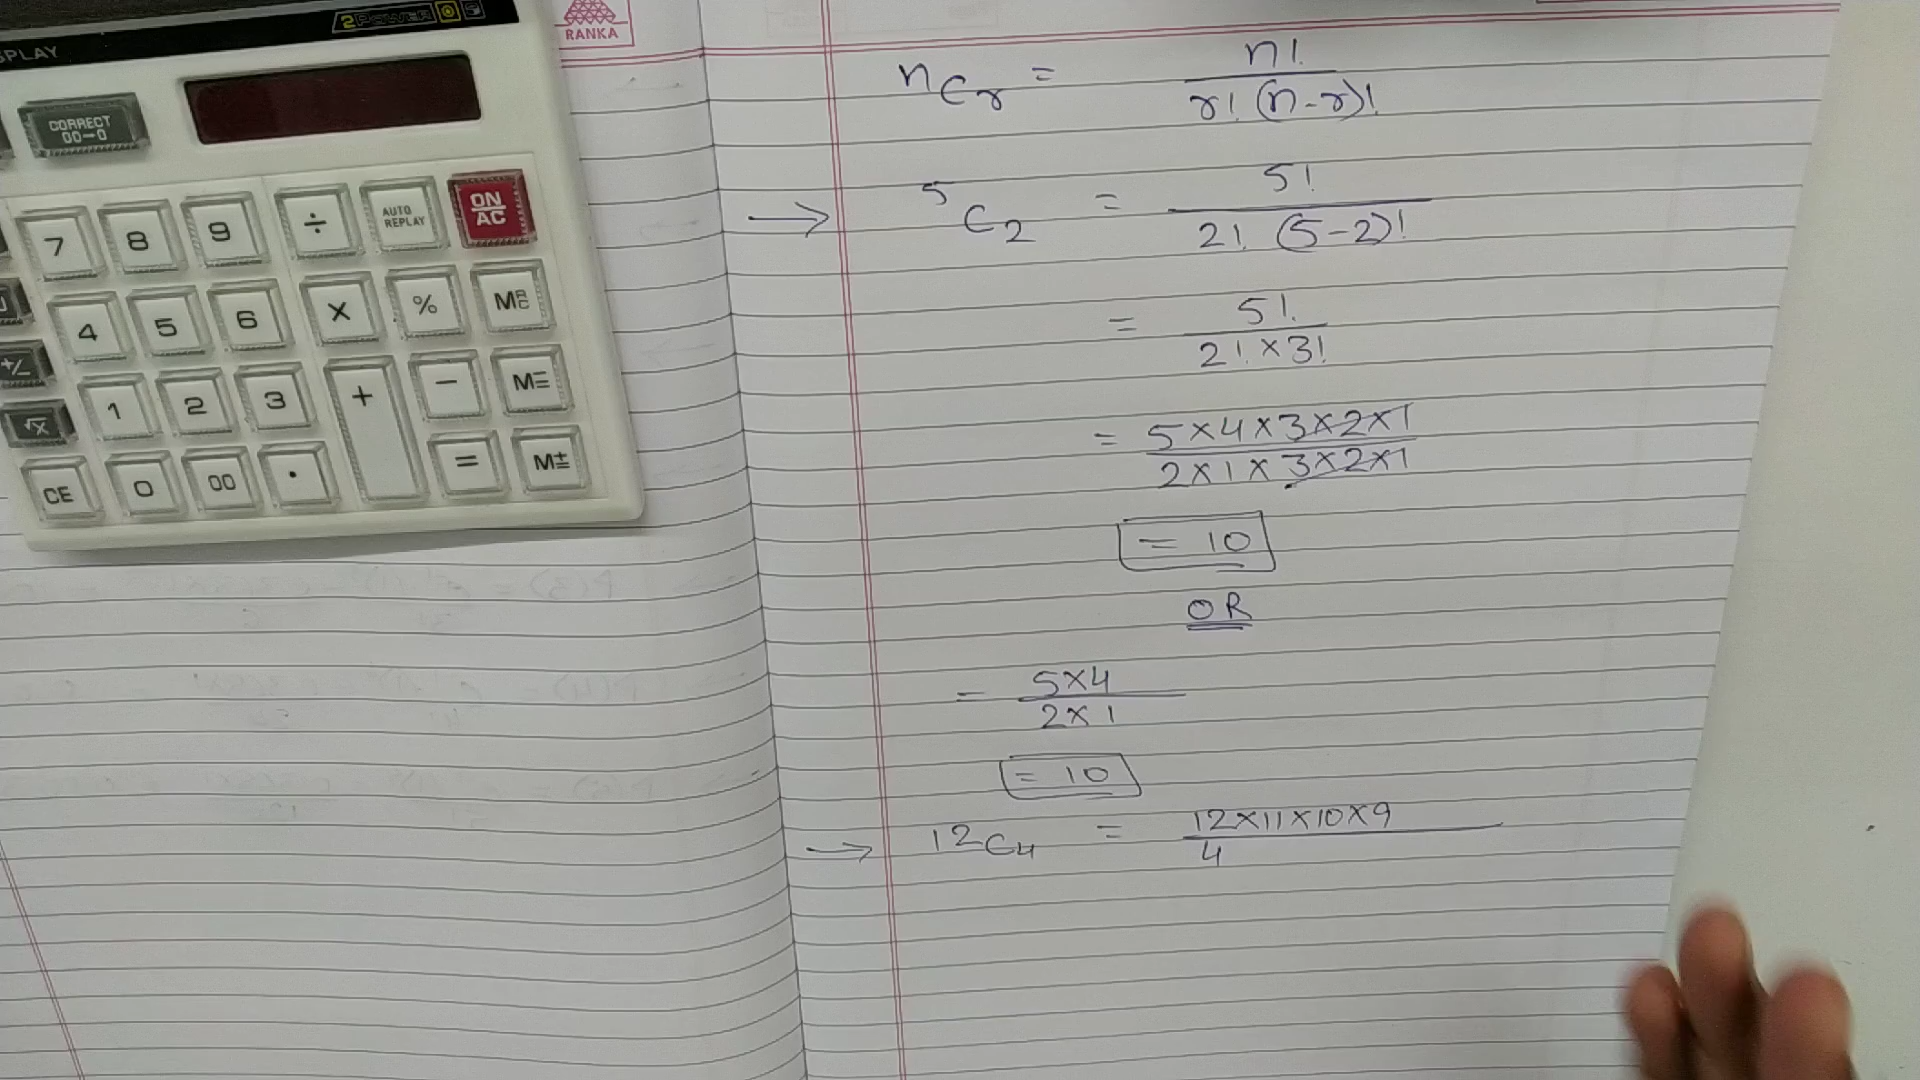 2Power
SPLAY
RANKA
CORRECT
00→0
7 8 9 ÷ AUTO REPLAY ON/AC
4 5 6 X % MRC
+/-
1 2 3 + − M=
√x
CE 0 00 . = M±
nCr = n! / r! (n-r)!
→ 5C2 = 5! / 2! (5-2)!
= 5! / 2! × 3!
= 5×4×3×2×1 / 2×1×3×2×1
= 10
OR
= 5×4 / 2×1
= 10
→ 12C4 = 12×11×10×9 / 4